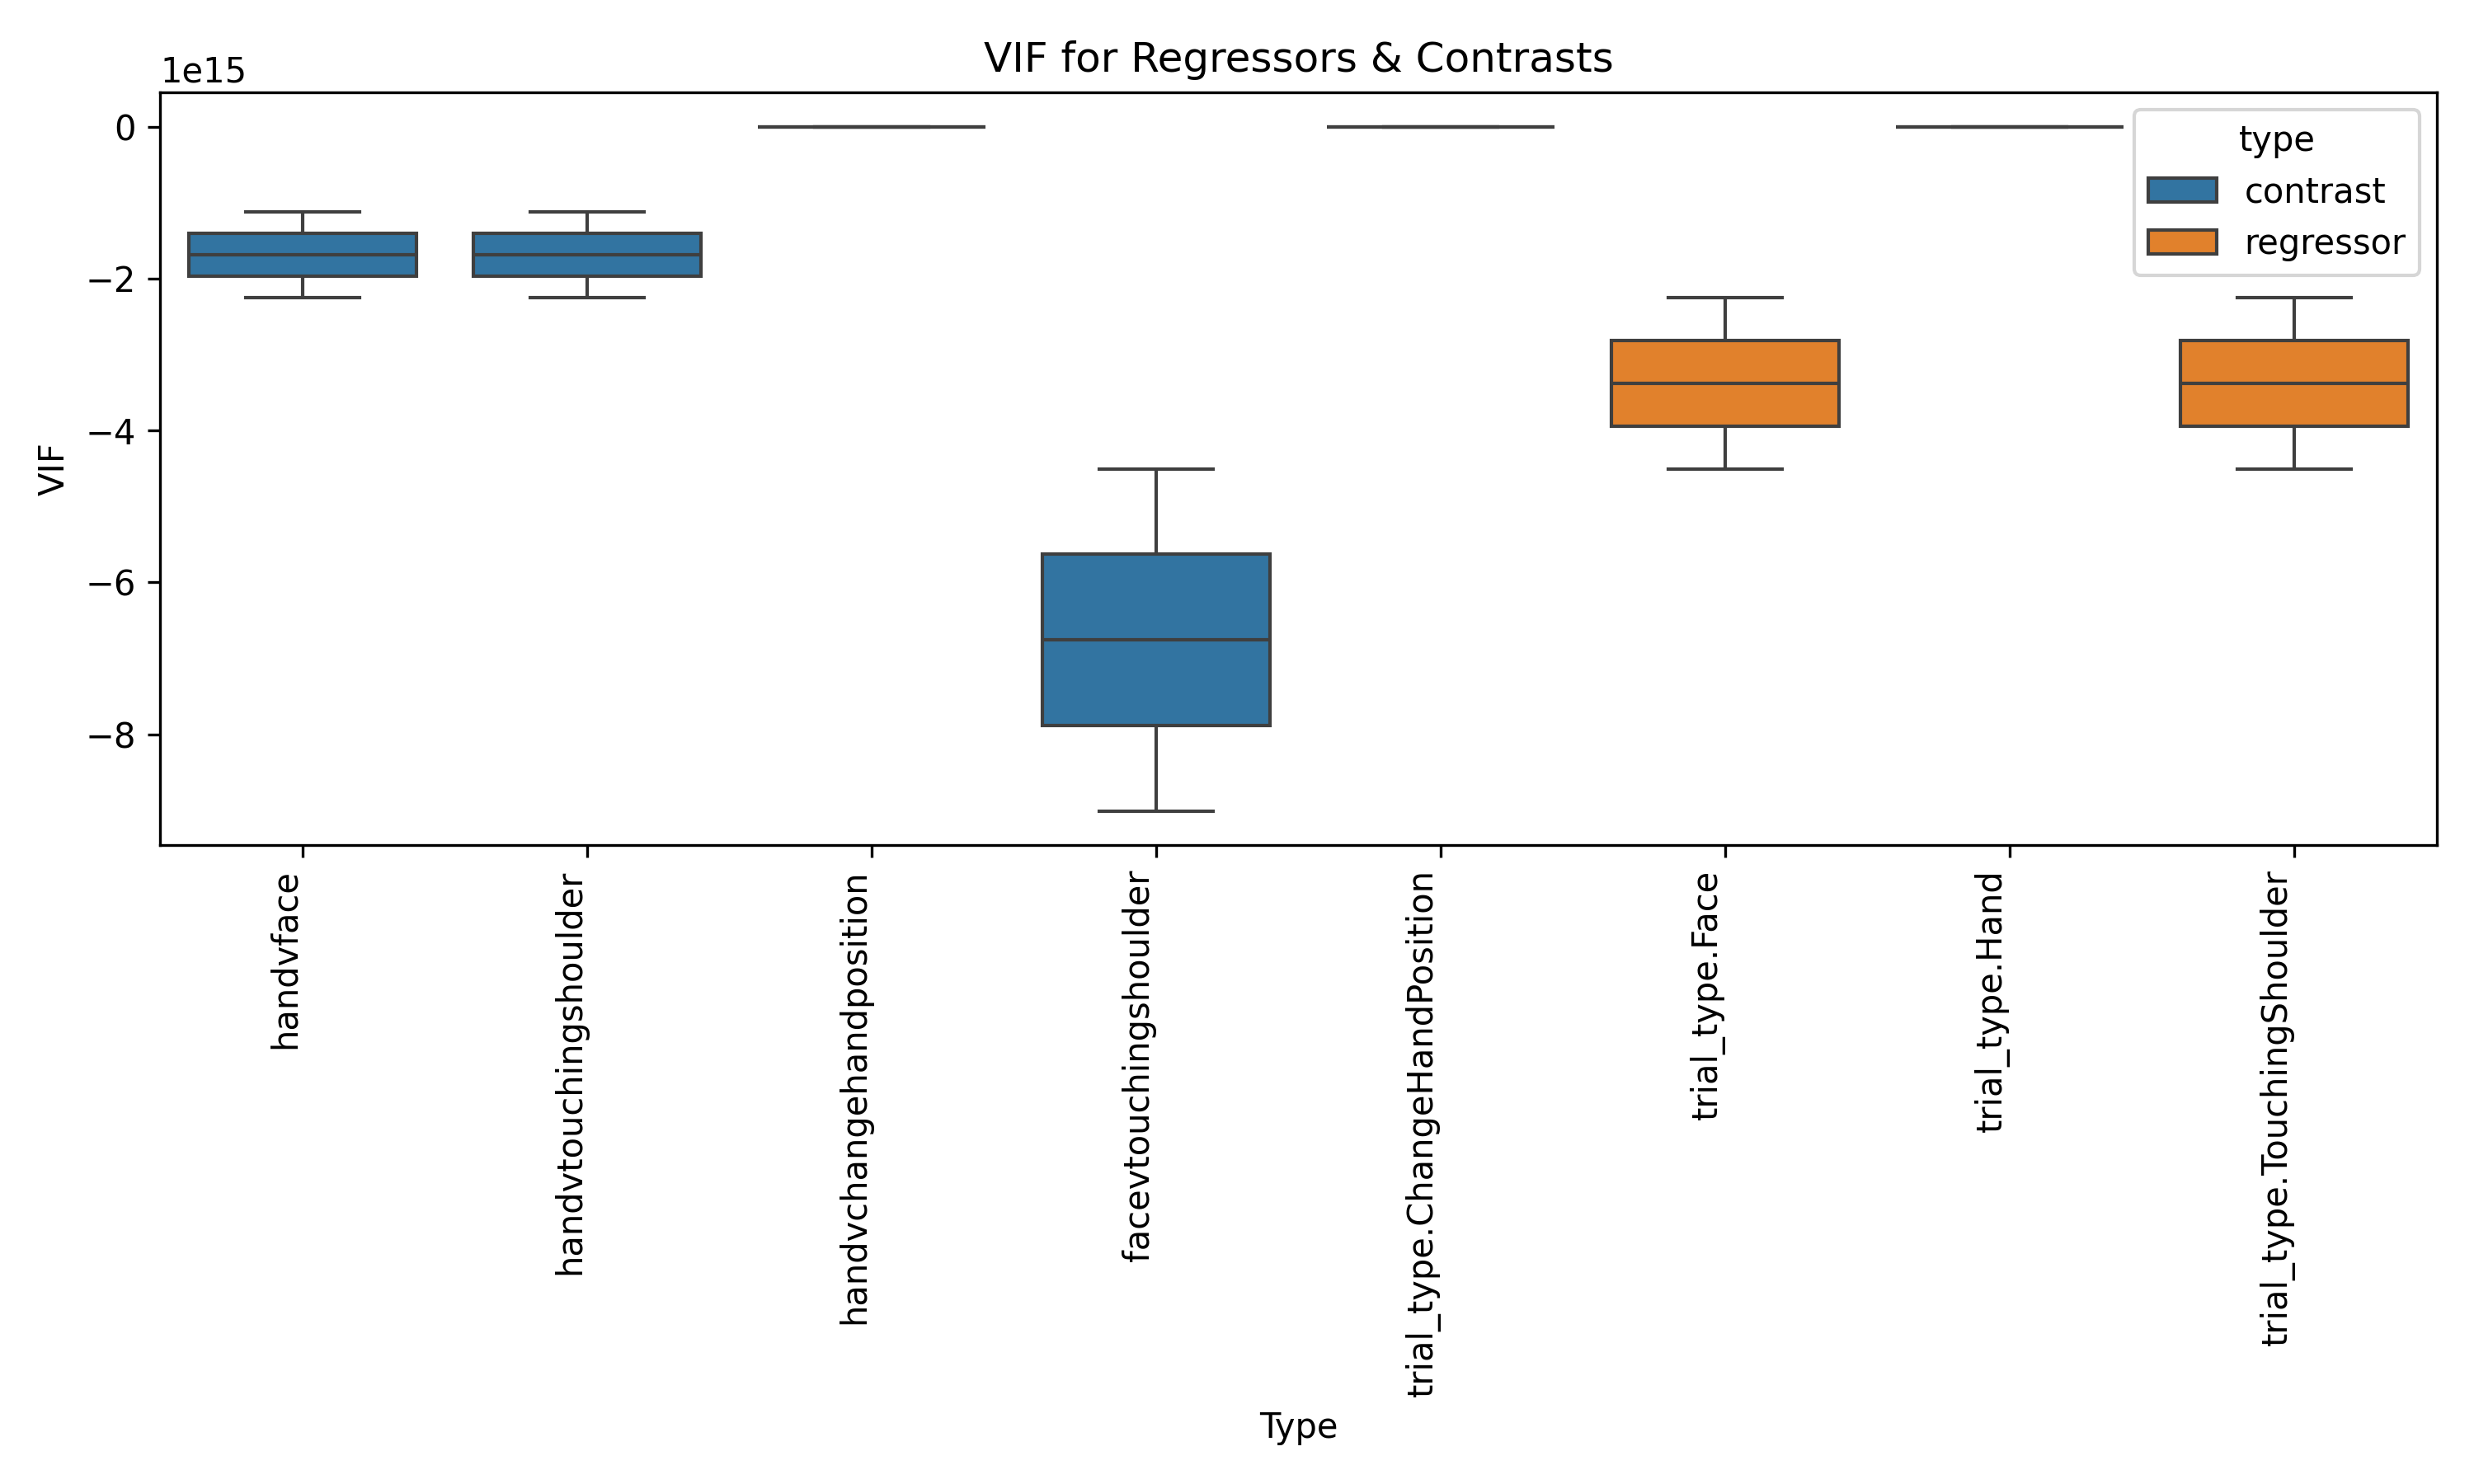 VIF for Regressors & Contrasts
1e15
0
−2
−4
−6
−8
VIF
type
contrast
regressor
handvface
handvtouchingshoulder
handvchangehandposition
facevtouchingshoulder
trial_type.ChangeHandPosition
trial_type.Face
trial_type.Hand
trial_type.TouchingShoulder
Type